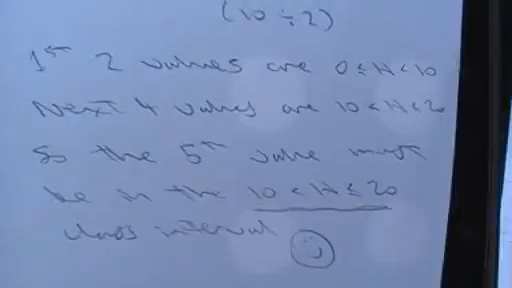 (10 ÷ 2)
1st 2 values are 0 ≤ H < 10
Next 4 values are 10 < H < 20
So the 5th value must
be in the 10 < H ≤ 20
class interval